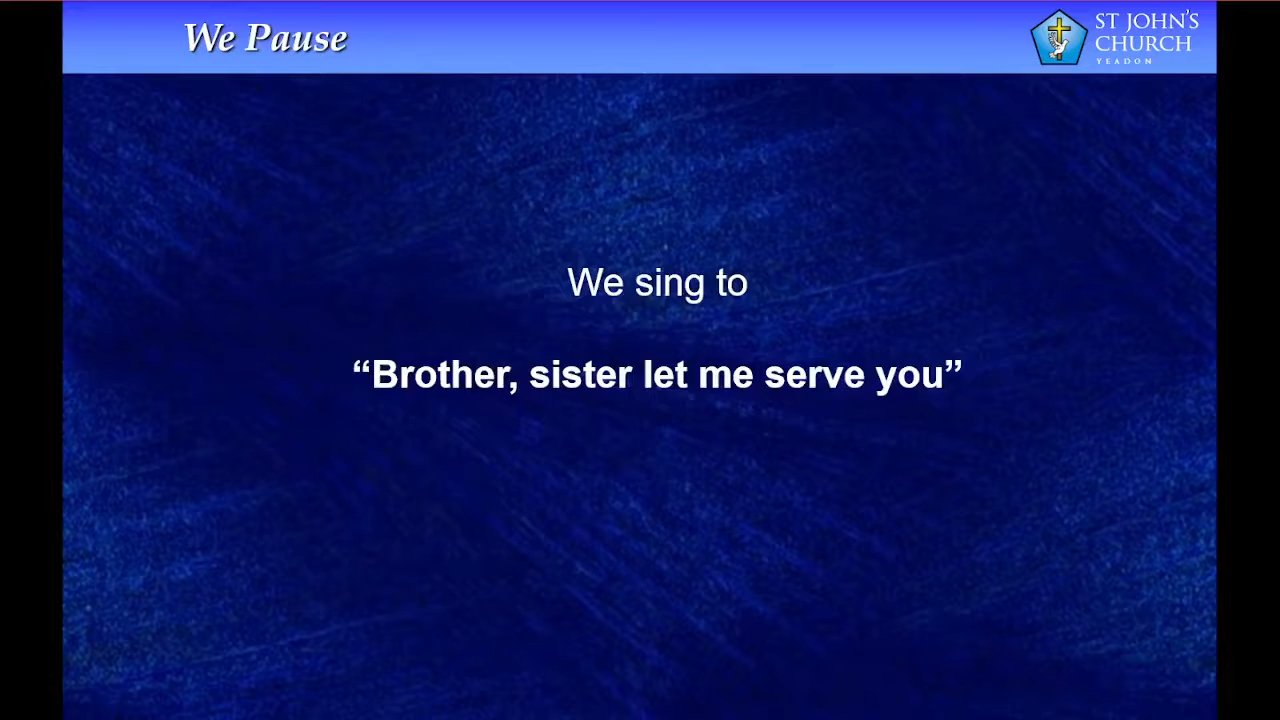 We Pause
ST JOHN'S
CHURCH
YEADON
We sing to
“Brother, sister let me serve you”